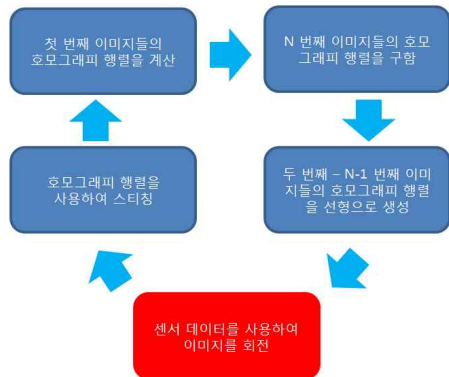 첫 번째 이미지들의
호모그래피 행렬을 계산
N 번째 이미지들의 호모
그래피 행렬을 구함
두 번째 – N-1 번째 이미
지들의 호모그래피 행렬
을 선형으로 생성
센서 데이터를 사용하여
이미지를 회전
호모그래피 행렬을
사용하여 스티칭